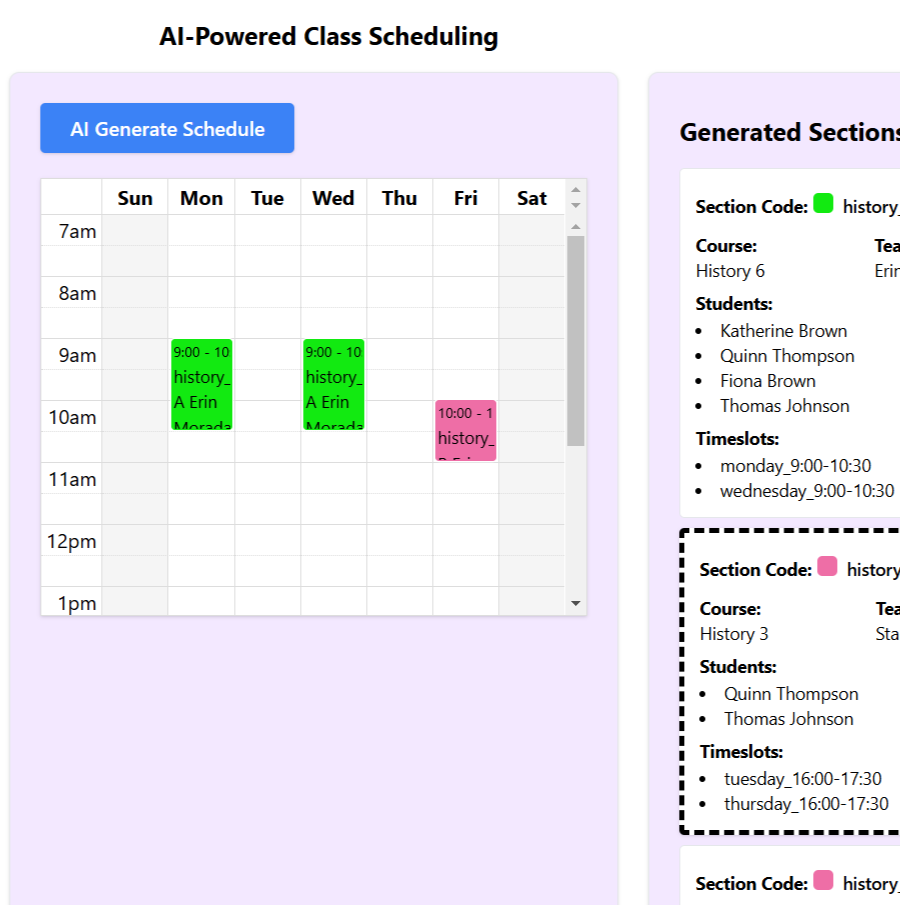 AI-Powered Class Scheduling
AI Generate Schedule
Sun Mon Tue Wed Thu Fri Sat
7am
8am
9am
10am
11am
12pm
1pm
9:00 - 10
history_
A Erin
Morada
9:00 - 10
history_
A Erin
Morada
10:00 - 1
history_
Generated Sections
Section Code: history_
Course: Tea
History 6 Erin
Students:
• Katherine Brown
• Quinn Thompson
• Fiona Brown
• Thomas Johnson
Timeslots:
• monday_9:00-10:30
• wednesday_9:00-10:30
Section Code: history
Course: Tea
History 3 Sta
Students:
• Quinn Thompson
• Thomas Johnson
Timeslots:
• tuesday_16:00-17:30
• thursday_16:00-17:30
Section Code: history_